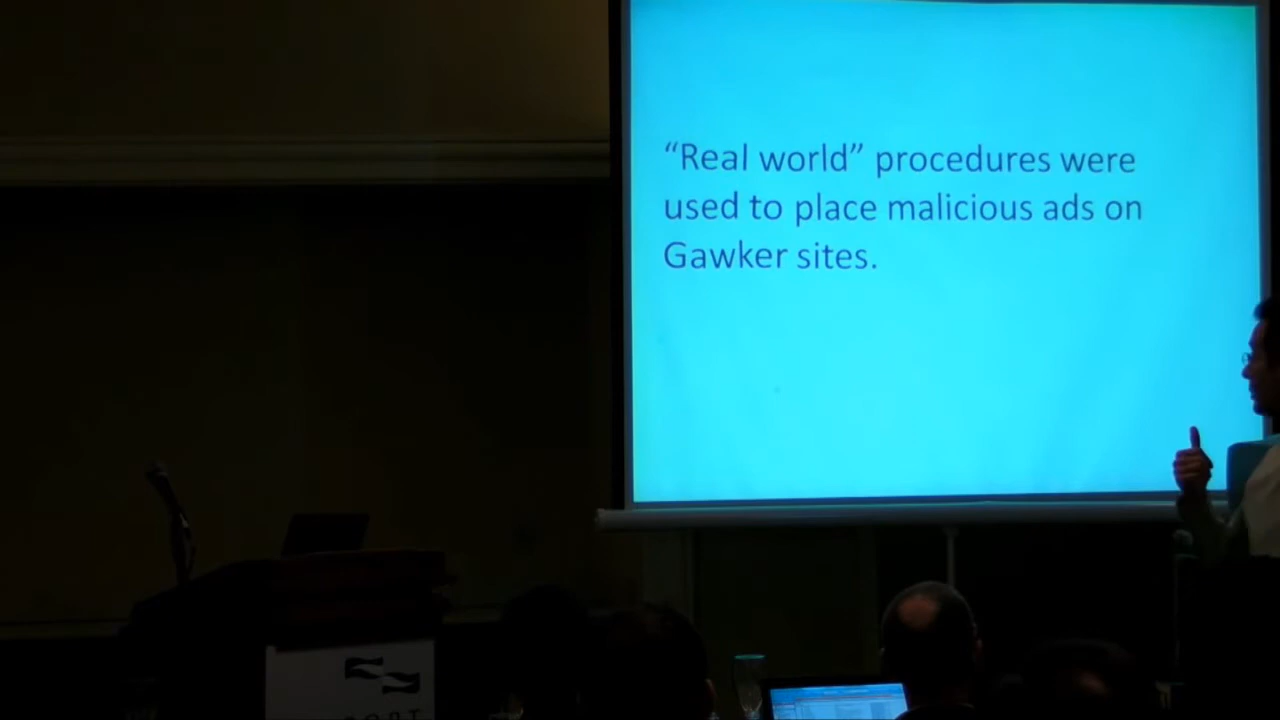 “Real world” procedures were
used to place malicious ads on
Gawker sites.